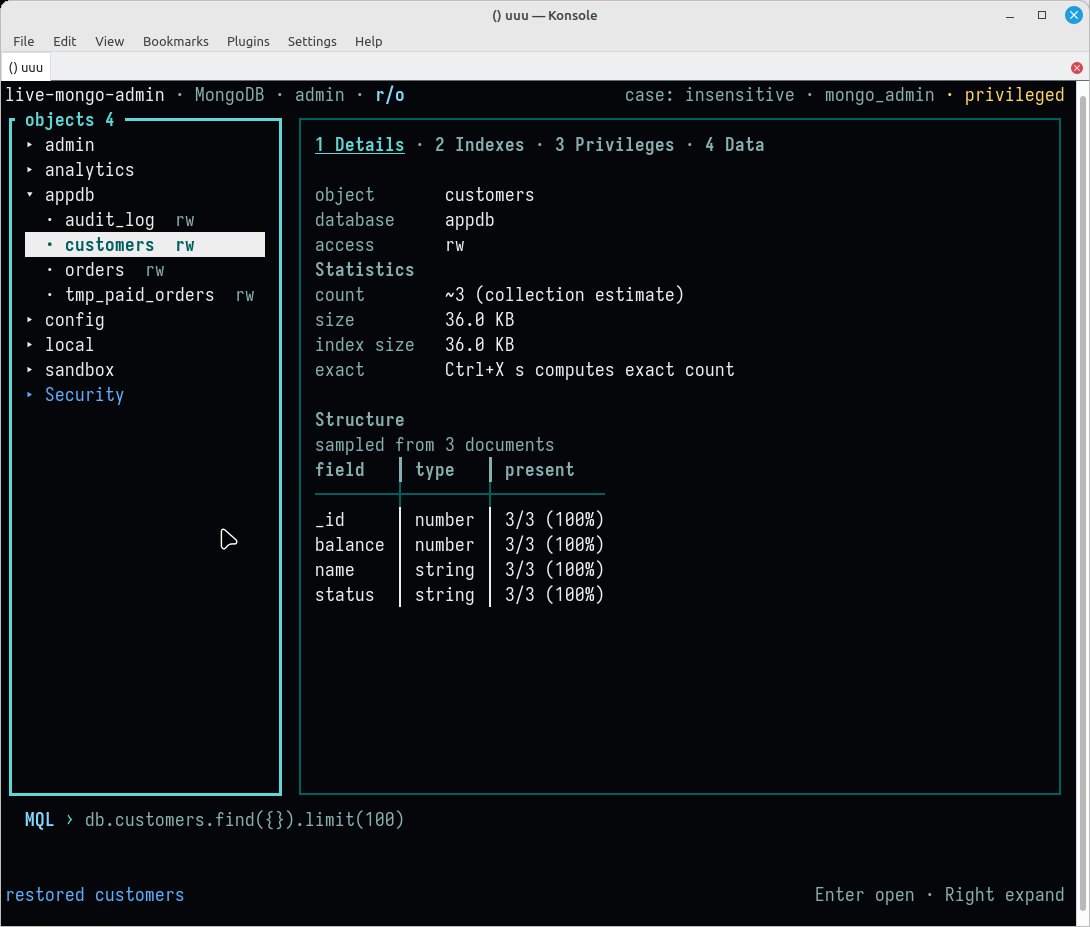 () uuu — Konsole
File Edit View Bookmarks Plugins Settings Help
() uuu
live-mongo-admin · MongoDB · admin · r/o case: insensitive · mongo_admin · privileged
objects 4
▸ admin
▸ analytics
▾ appdb
· audit_log rw
· customers rw
· orders rw
· tmp_paid_orders rw
▸ config
▸ local
▸ sandbox
▸ Security
1 Details · 2 Indexes · 3 Privileges · 4 Data
object customers
database appdb
access rw
Statistics
count ~3 (collection estimate)
size 36.0 KB
index size 36.0 KB
exact Ctrl+X s computes exact count
Structure
sampled from 3 documents
field | type | present
_id | number | 3/3 (100%)
balance | number | 3/3 (100%)
name | string | 3/3 (100%)
status | string | 3/3 (100%)
MQL › db.customers.find({}).limit(100)
restored customers Enter open · Right expand